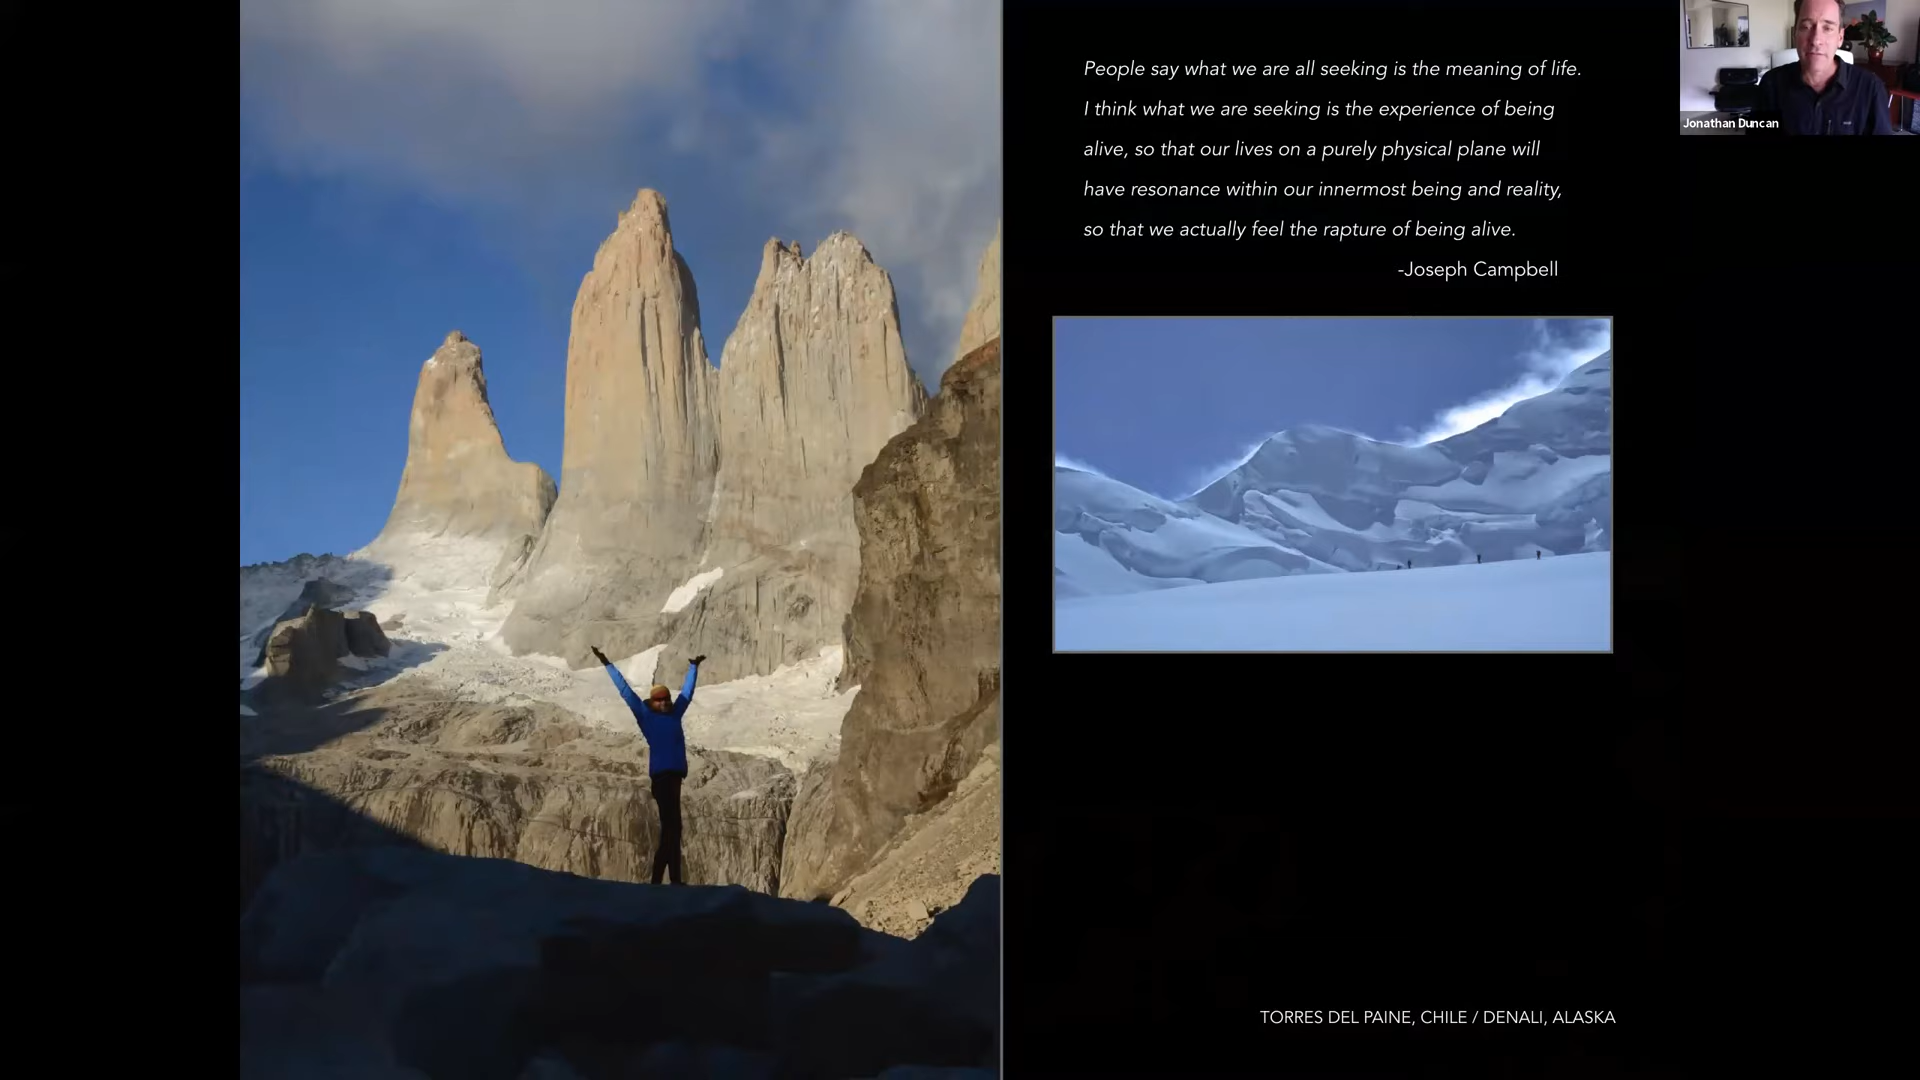 People say what we are all seeking is the meaning of life.
I think what we are seeking is the experience of being
alive, so that our lives on a purely physical plane will
have resonance within our innermost being and reality,
so that we actually feel the rapture of being alive.
-Joseph Campbell
Jonathan Duncan
TORRES DEL PAINE, CHILE / DENALI, ALASKA